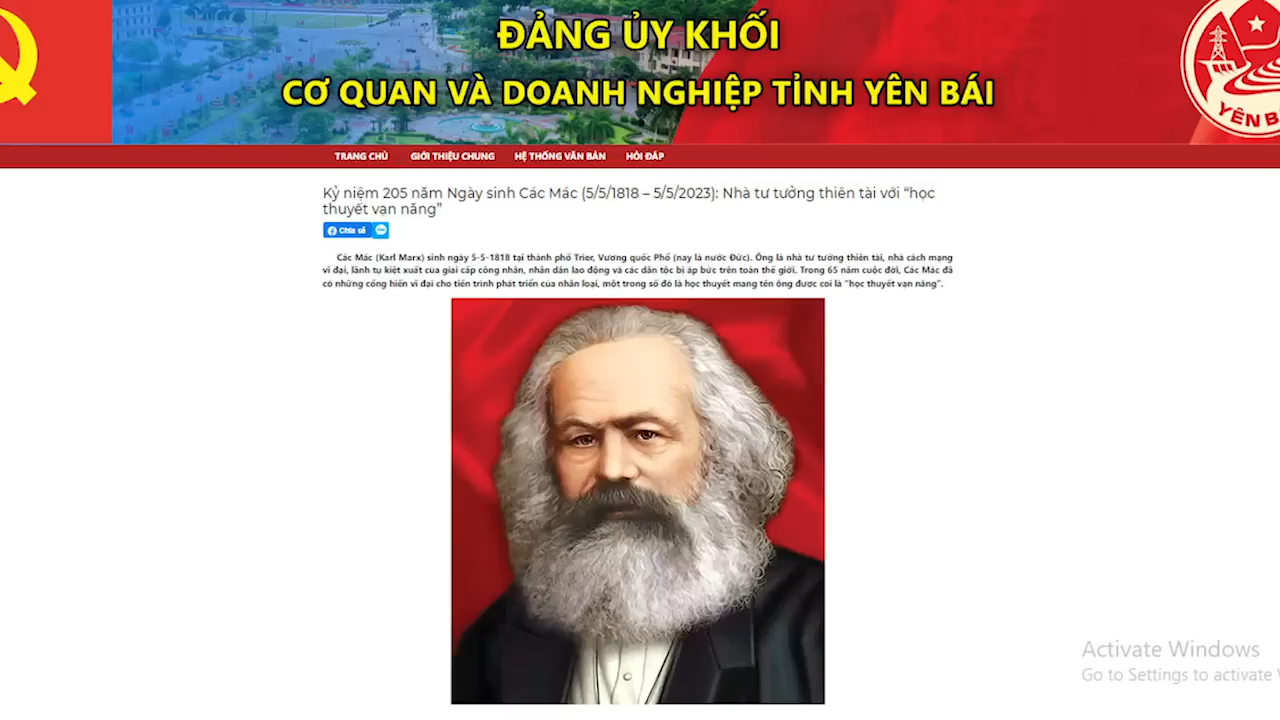 ĐẢNG ỦY KHỐI
CƠ QUAN VÀ DOANH NGHIỆP TỈNH YÊN BÁI
YÊN B
TRANG CHỦ GIỚI THIỆU CHUNG HỆ THỐNG VĂN BẢN HỎI ĐÁP
Kỷ niệm 205 năm Ngày sinh Các Mác (5/5/1818 – 5/5/2023): Nhà tư tưởng thiên tài với “học
thuyết vạn năng”
Chia sẻ
Các Mác (Karl Marx) sinh ngày 5-5-1818 tại thành phố Trier, Vương quốc Phổ (nay là nước Đức). Ông là nhà tư tưởng thiên tài, nhà cách mạng
vĩ đại, lãnh tụ kiệt xuất của giai cấp công nhân, nhân dân lao động và các dân tộc bị áp bức trên toàn thế giới. Trong 65 năm cuộc đời, Các Mác đã
có những cống hiến vĩ đại cho tiến trình phát triển của nhân loại, một trong số đó là học thuyết mang tên ông được coi là “học thuyết vạn năng”.
Activate Windows
Go to Settings to activate